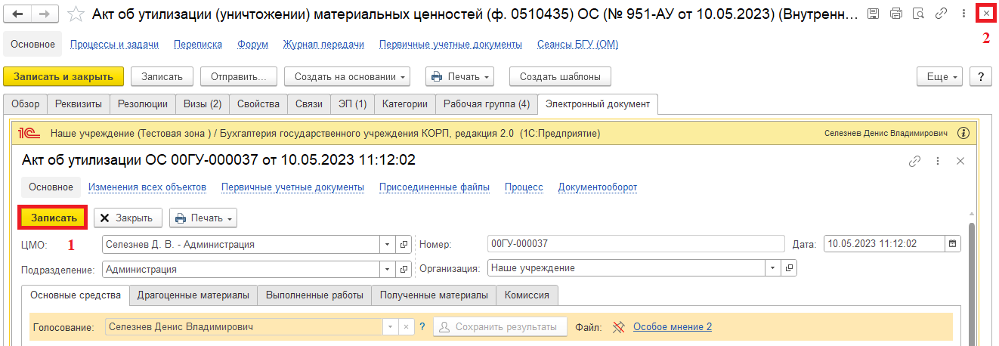 Акт об утилизации (уничтожении) материальных ценностей (ф. 0510435) ОС (№ 951-АУ от 10.05.2023) (Внутренн...
2
Основное Процессы и задачи Переписка Форум Журнал передачи Первичные учетные документы Сеансы БГУ (ОМ)
Записать и закрыть Записать Отправить... Создать на основании Печать Создать шаблоны Еще ?
Обзор Реквизиты Резолюции Визы (2) Свойства Связи ЭП (1) Категории Рабочая группа (4) Электронный документ
1С Наше учреждение (Тестовая зона ) / Бухгалтерия государственного учреждения КОРП, редакция 2.0 (1С:Предприятие) Селезнев Денис Владимирович
Акт об утилизации ОС 00ГУ-000037 от 10.05.2023 11:12:02
Основное Изменения всех объектов Первичные учетные документы Присоединенные файлы Процесс Документооборот
Записать Закрыть Печать
ЦМО: 1 Селезнев Д. В. - Администрация Номер: 00ГУ-000037 Дата: 10.05.2023 11:12:02
Подразделение: Администрация Организация: Наше учреждение
Основные средства Драгоценные материалы Выполненные работы Полученные материалы Комиссия
Голосование: Селезнев Денис Владимирович ? Сохранить результаты Файл: Особое мнение 2